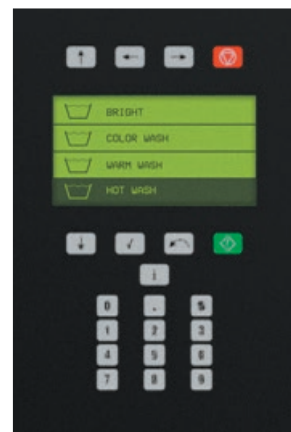 BRIGHT
COLOR WASH
WARM WASH
HOT WASH
i
0 .
1 2 3
4 5 6
7 8 9